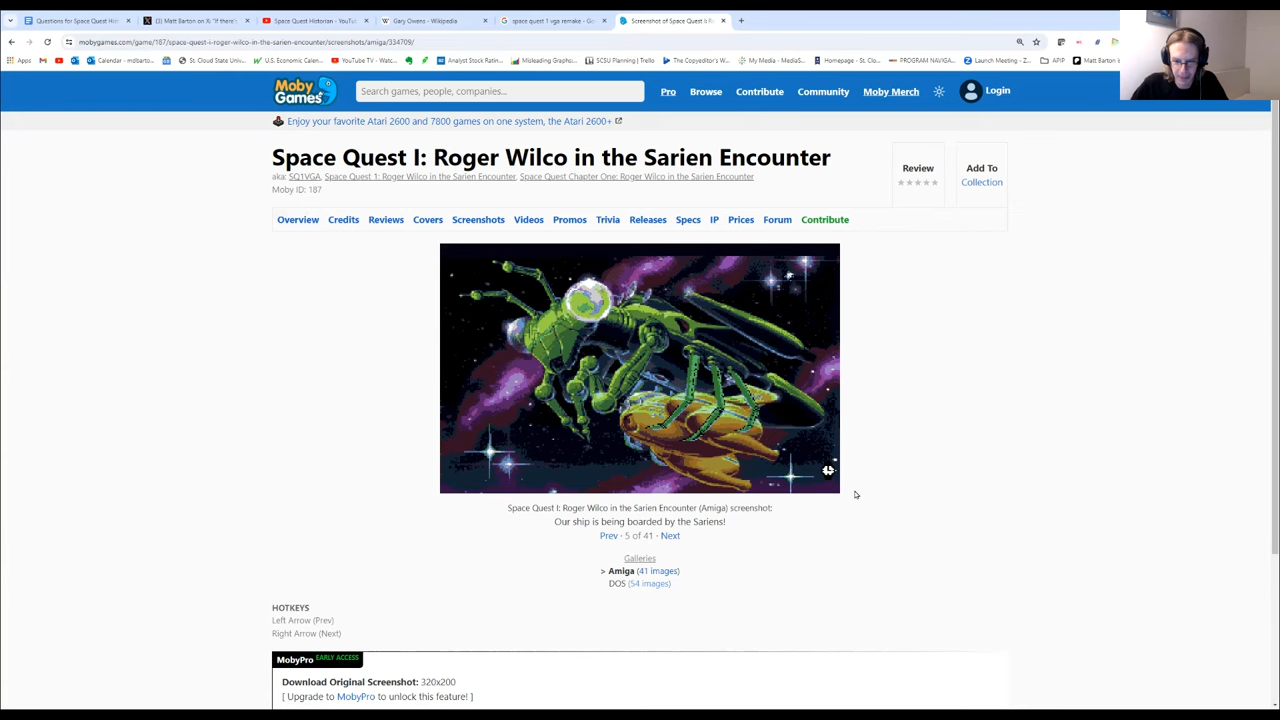 Questions for Space Quest Hist
(3) Matt Barton on X: "If there's
Space Quest Historian - YouTu
Gary Owens - Wikipedia
space quest 1 vga remake - Go
Screenshot of Space Quest I: R
mobygames.com/game/187/space-quest-i-roger-wilco-in-the-sarien-encounter/screenshots/amiga/334709/
Apps
Calendar - mdbarto...
St. Cloud State Univ...
U.S. Economic Calen...
YouTube TV - Watc...
Analyst Stock Ratin...
Misleading Graphs:...
SCSU Planning | Trello
The Copyeditor's W...
My Media - MediaS...
Homepage - St. Clo...
PROGRAM NAVIGA...
Launch Meeting - Z...
APIP
Matt Barton i
Moby Games
Search games, people, companies...
Pro Browse Contribute Community Moby Merch Login
Enjoy your favorite Atari 2600 and 7800 games on one system, the Atari 2600+
Space Quest I: Roger Wilco in the Sarien Encounter
aka: SQ1VGA, Space Quest 1: Roger Wilco in the Sarien Encounter, Space Quest Chapter One: Roger Wilco in the Sarien Encounter
Moby ID: 187
Review
Add To
Collection
Overview Credits Reviews Covers Screenshots Videos Promos Trivia Releases Specs IP Prices Forum Contribute
Space Quest I: Roger Wilco in the Sarien Encounter (Amiga) screenshot:
Our ship is being boarded by the Sariens!
Prev · 5 of 41 · Next
Galleries
> Amiga (41 images)
DOS (54 images)
HOTKEYS
Left Arrow (Prev)
Right Arrow (Next)
MobyPro EARLY ACCESS
Download Original Screenshot: 320x200
[ Upgrade to MobyPro to unlock this feature! ]